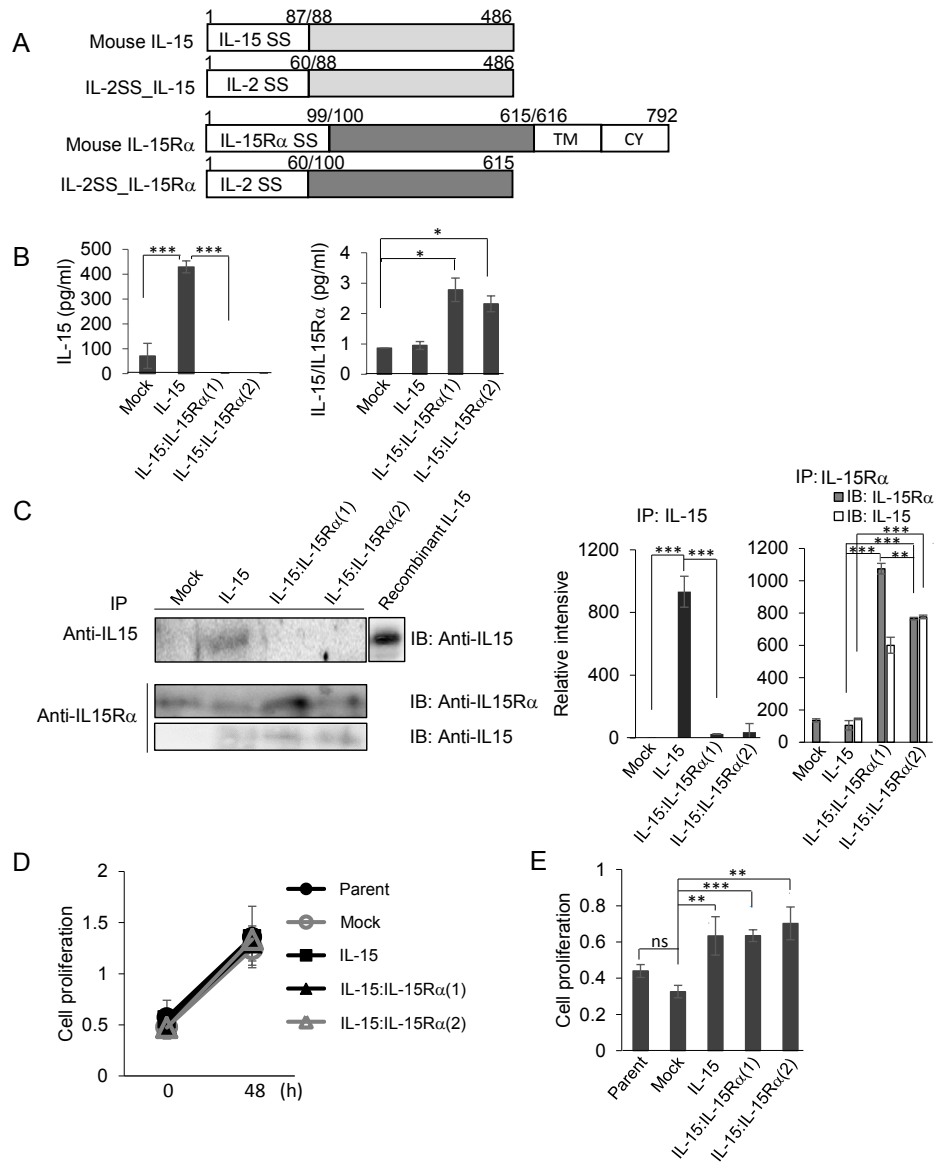 A
1 87/88 486
Mouse IL-15 IL-15 SS
1 60/88 486
IL-2SS_IL-15 IL-2 SS
1 99/100 615/616 792
Mouse IL-15Rα IL-15Rα SS TM CY
1 60/100 615
IL-2SS_IL-15Rα IL-2 SS
B
IL-15 (pg/ml)
500
400
300
200
100
0
*** ***
Mock
IL-15
IL-15:IL-15Rα(1)
IL-15:IL-15Rα(2)
IL-15/IL15Rα (pg/ml)
4
3
2
1
0
*
*
Mock
IL-15
IL-15:IL-15Rα(1)
IL-15:IL-15Rα(2)
C
IP
Mock
IL-15
IL-15:IL-15Rα(1)
IL-15:IL-15Rα(2)
Recombinant IL-15
Anti-IL15 IB: Anti-IL15
Anti-IL15Rα IB: Anti-IL15Rα
IB: Anti-IL15
IP: IL-15
Relative intensive
1200
800
400
0
*** ***
Mock
IL-15
IL-15:IL-15Rα(1)
IL-15:IL-15Rα(2)
IP: IL-15Rα
IB: IL-15Rα
IB: IL-15
1200
1000
800
600
400
200
0
***
***
*** **
Mock
IL-15
IL-15:IL-15Rα(1)
IL-15:IL-15Rα(2)
D
Cell proliferation
2
1.5
1
0.5
0
0 48 (h)
Parent
Mock
IL-15
IL-15:IL-15Rα(1)
IL-15:IL-15Rα(2)
E
Cell proliferation
1
0.8
0.6
0.4
0.2
0
**
***
**
ns
Parent
Mock
IL-15
IL-15:IL-15Rα(1)
IL-15:IL-15Rα(2)